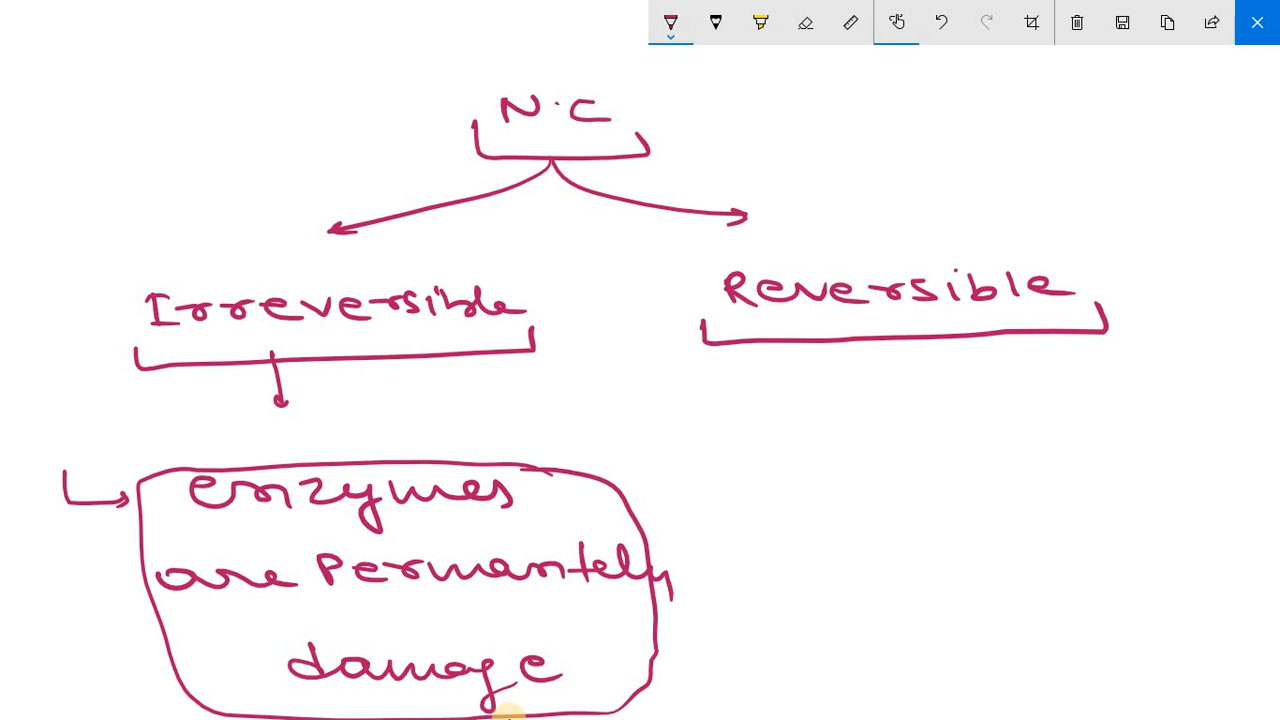 N.C
Irreversible
Reversible
enzymes
are Permantely
damage